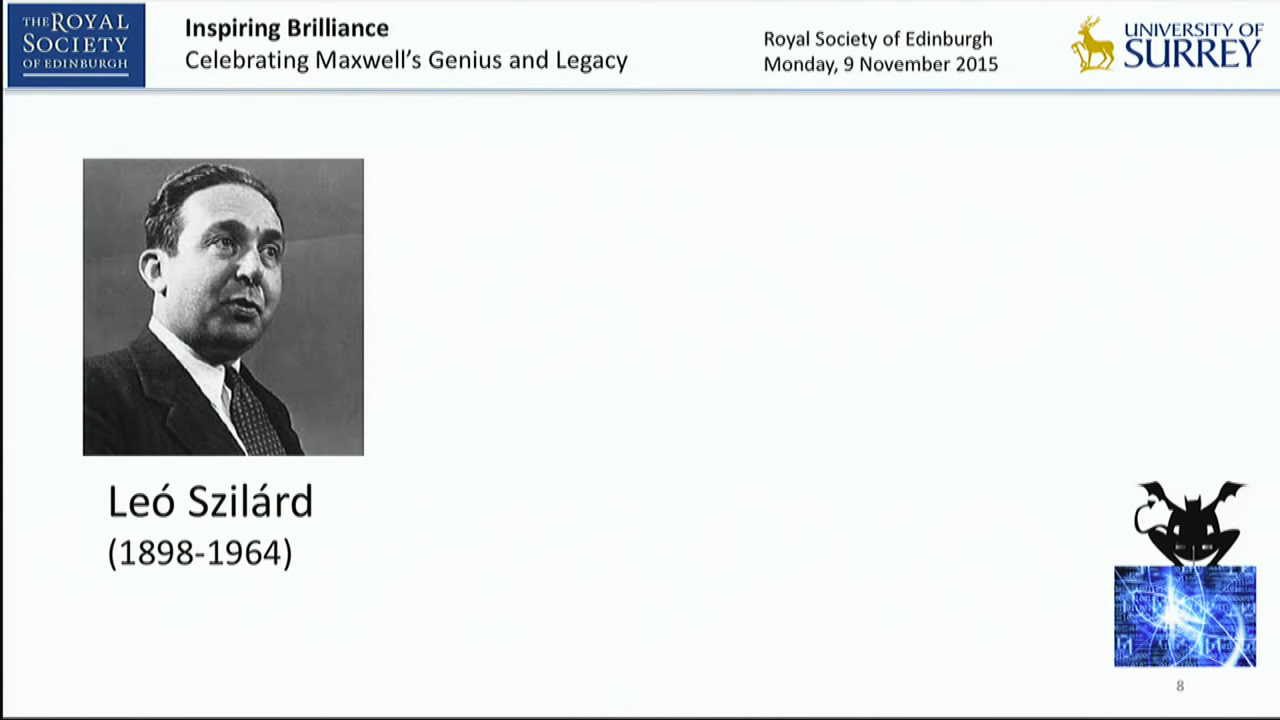 THE ROYAL
SOCIETY
OF EDINBURGH
Inspiring Brilliance
Celebrating Maxwell's Genius and Legacy
Royal Society of Edinburgh
Monday, 9 November 2015
UNIVERSITY OF
SURREY
Leó Szilárd
(1898-1964)
8